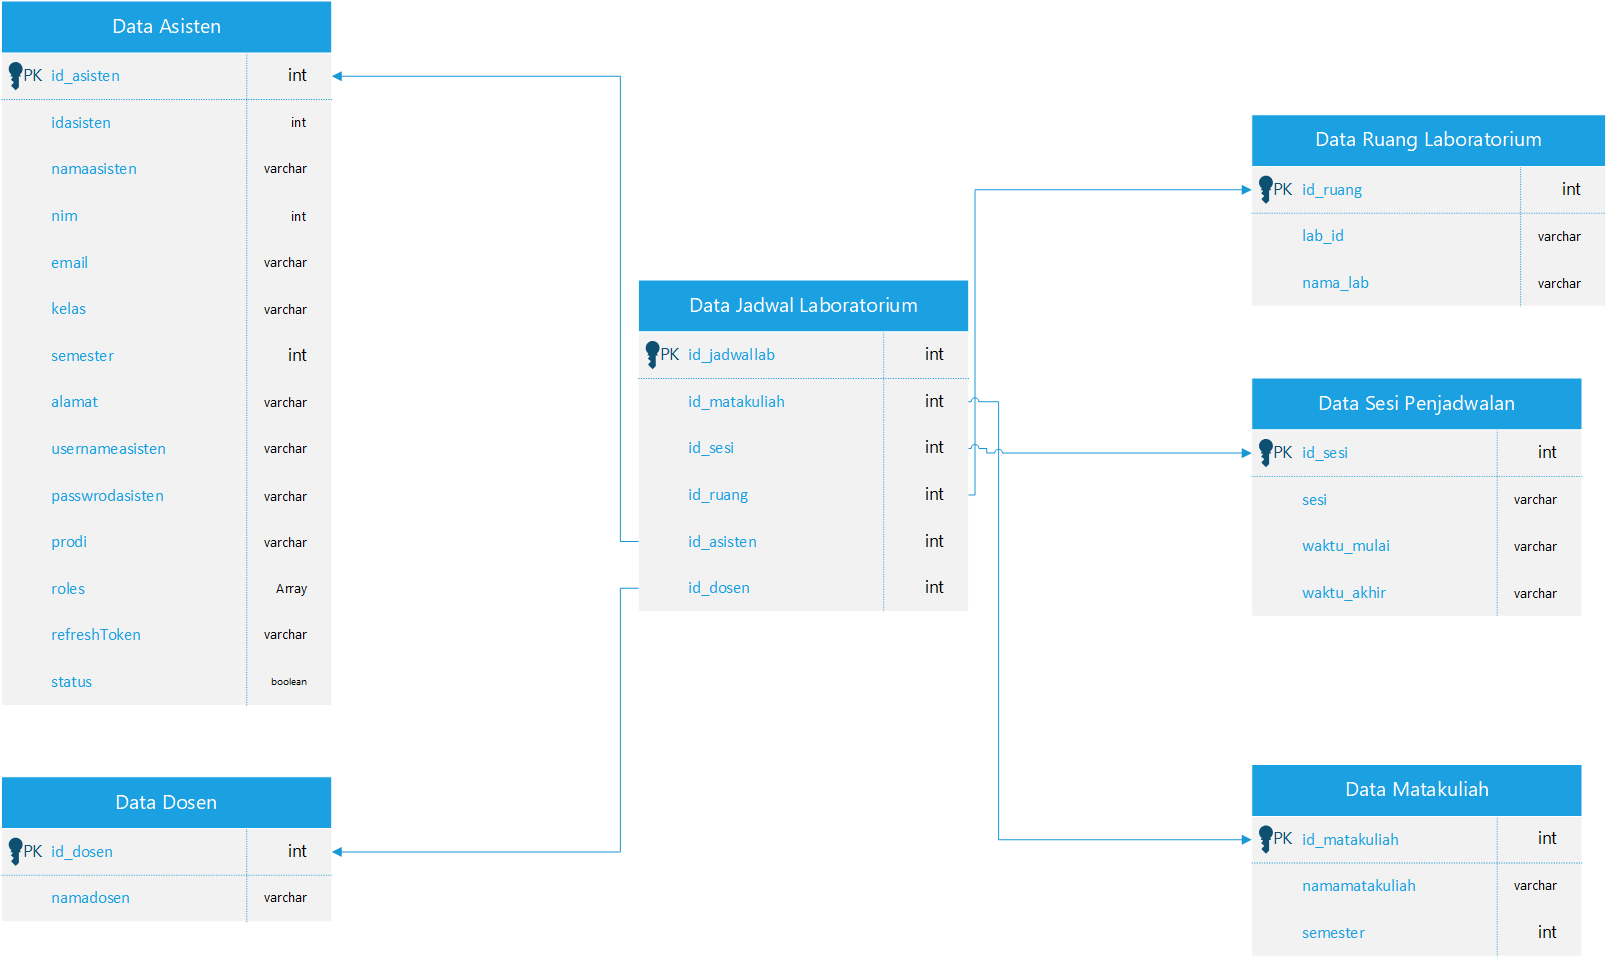 Data Asisten
PK id_asisten int
idasisten int
namaasisten varchar
nim int
email varchar
kelas varchar
semester int
alamat varchar
usernameasisten varchar
passwrodasisten varchar
prodi varchar
roles Array
refreshToken varchar
status boolean
Data Dosen
PK id_dosen int
namadosen varchar
Data Jadwal Laboratorium
PK id_jadwallab int
id_matakuliah int
id_sesi int
id_ruang int
id_asisten int
id_dosen int
Data Ruang Laboratorium
PK id_ruang int
lab_id varchar
nama_lab varchar
Data Sesi Penjadwalan
PK id_sesi int
sesi varchar
waktu_mulai varchar
waktu_akhir varchar
Data Matakuliah
PK id_matakuliah int
namamatakuliah varchar
semester int